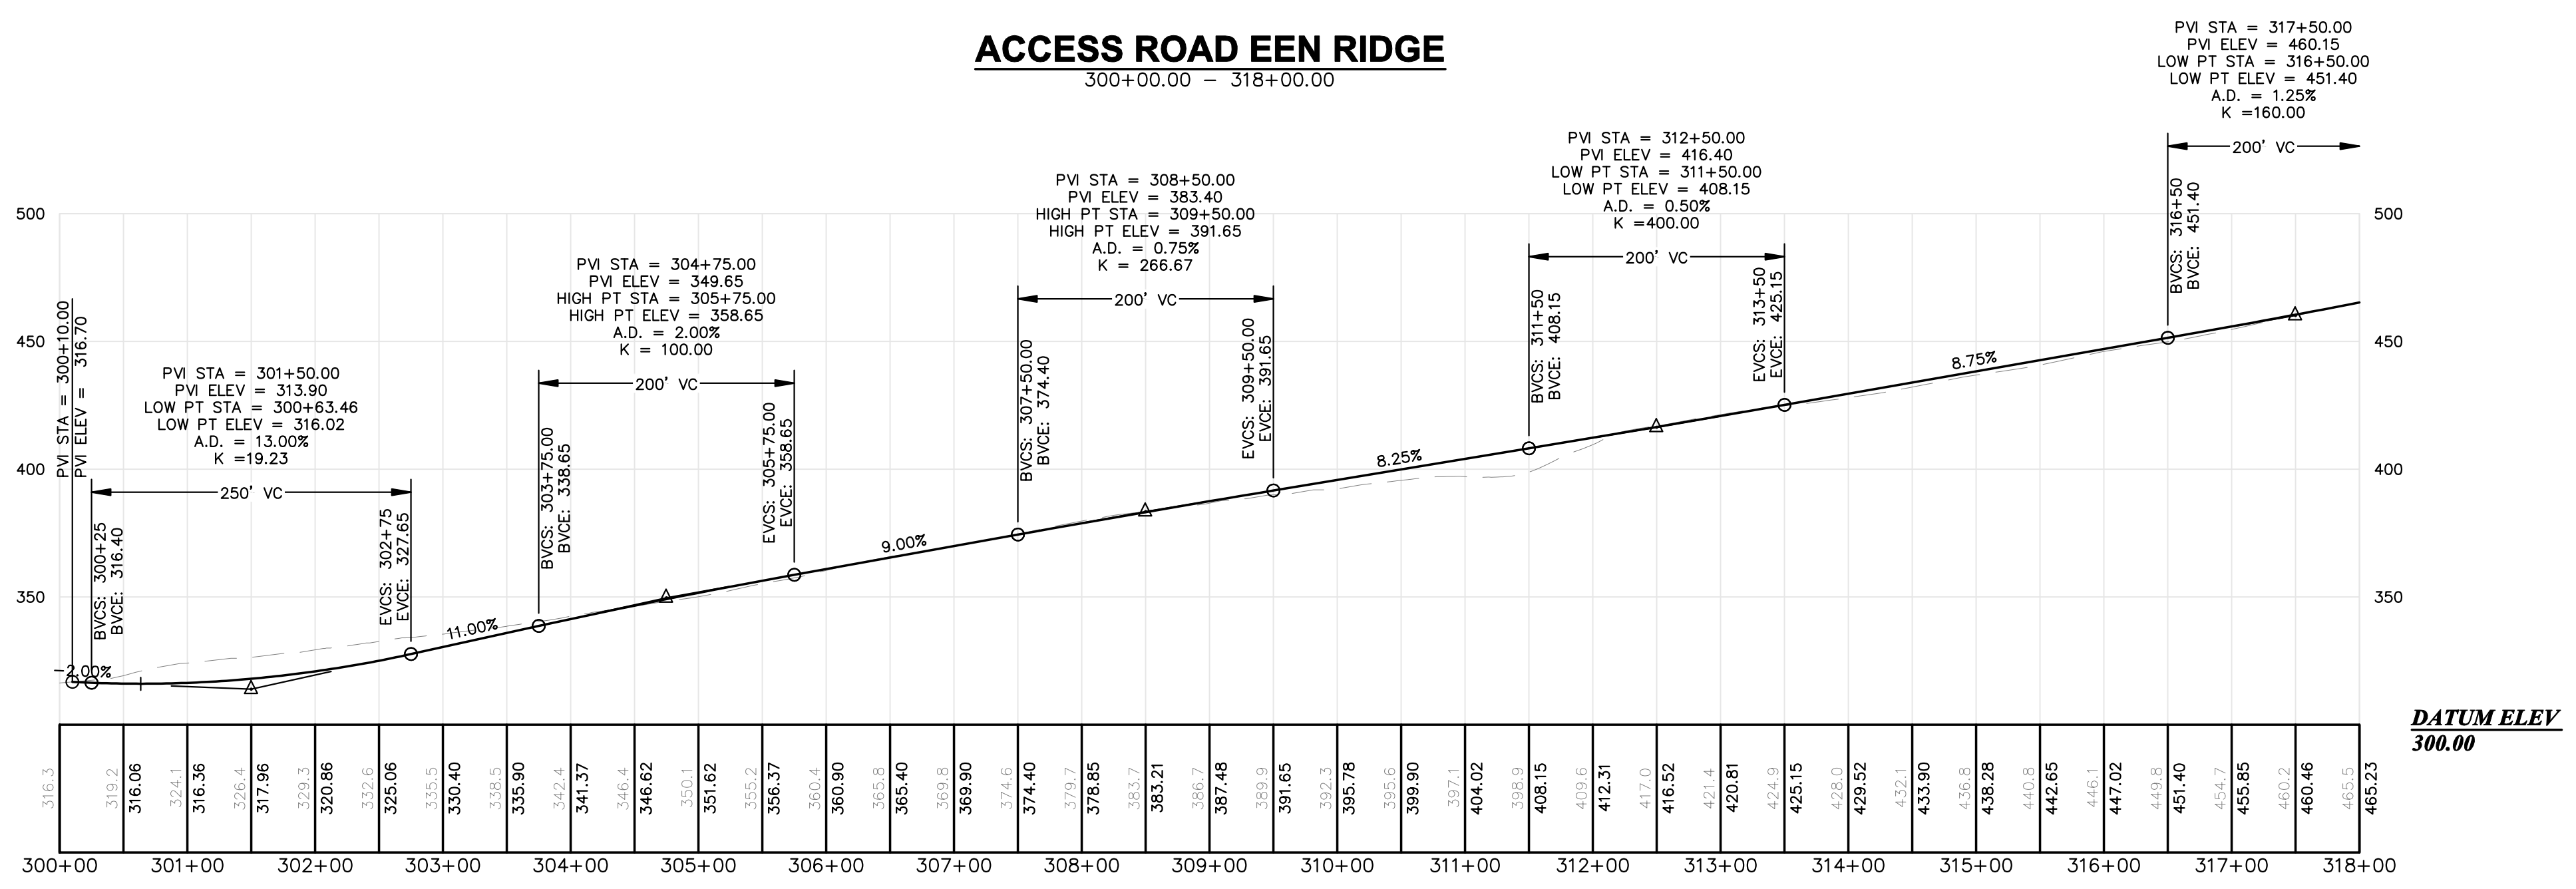 ACCESS ROAD EEN RIDGE
300+00.00 – 318+00.00
PVI STA = 300+10.00
PVI ELEV = 316.70
PVI STA = 301+50.00
PVI ELEV = 313.90
LOW PT STA = 300+63.46
LOW PT ELEV = 316.02
A.D. = 13.00%
K =19.23
250' VC
BVCS: 300+25
BVCE: 316.40
EVCS: 302+75
EVCE: 327.65
PVI STA = 304+75.00
PVI ELEV = 349.65
HIGH PT STA = 305+75.00
HIGH PT ELEV = 358.65
A.D. = 2.00%
K = 100.00
200' VC
BVCS: 303+75.00
BVCE: 338.65
EVCS: 305+75.00
EVCE: 358.65
PVI STA = 308+50.00
PVI ELEV = 383.40
HIGH PT STA = 309+50.00
HIGH PT ELEV = 391.65
A.D. = 0.75%
K = 266.67
200' VC
BVCS: 307+50.00
BVCE: 374.40
EVCS: 309+50.00
EVCE: 391.65
PVI STA = 312+50.00
PVI ELEV = 416.40
LOW PT STA = 311+50.00
LOW PT ELEV = 408.15
A.D. = 0.50%
K =400.00
200' VC
BVCS: 311+50
BVCE: 408.15
EVCS: 313+50
EVCE: 425.15
PVI STA = 317+50.00
PVI ELEV = 460.15
LOW PT STA = 316+50.00
LOW PT ELEV = 451.40
A.D. = 1.25%
K =160.00
200' VC
BVCS: 316+50
BVCE: 451.40
500
450
400
350
500
450
400
350
-2.00%
11.00%
9.00%
8.25%
8.75%
DATUM ELEV
300.00
316.3
319.2 316.06
324.1 316.36
326.4 317.96
329.3 320.86
332.6 325.06
335.5 330.40
338.5 335.90
342.4 341.37
346.4 346.62
350.1 351.62
355.2 356.37
360.4 360.90
365.8 365.40
369.8 369.90
374.6 374.40
379.7 378.85
383.7 383.21
386.7 387.48
389.9 391.65
392.3 395.78
395.6 399.90
397.1 404.02
398.9 408.15
409.6 412.31
417.0 416.52
421.4 420.81
424.9 425.15
428.0 429.52
432.1 433.90
436.8 438.28
440.8 442.65
446.1 447.02
449.8 451.40
454.7 455.85
460.2 460.46
465.5 465.23
300+00 301+00 302+00 303+00 304+00 305+00 306+00 307+00 308+00 309+00 310+00 311+00 312+00 313+00 314+00 315+00 316+00 317+00 318+00